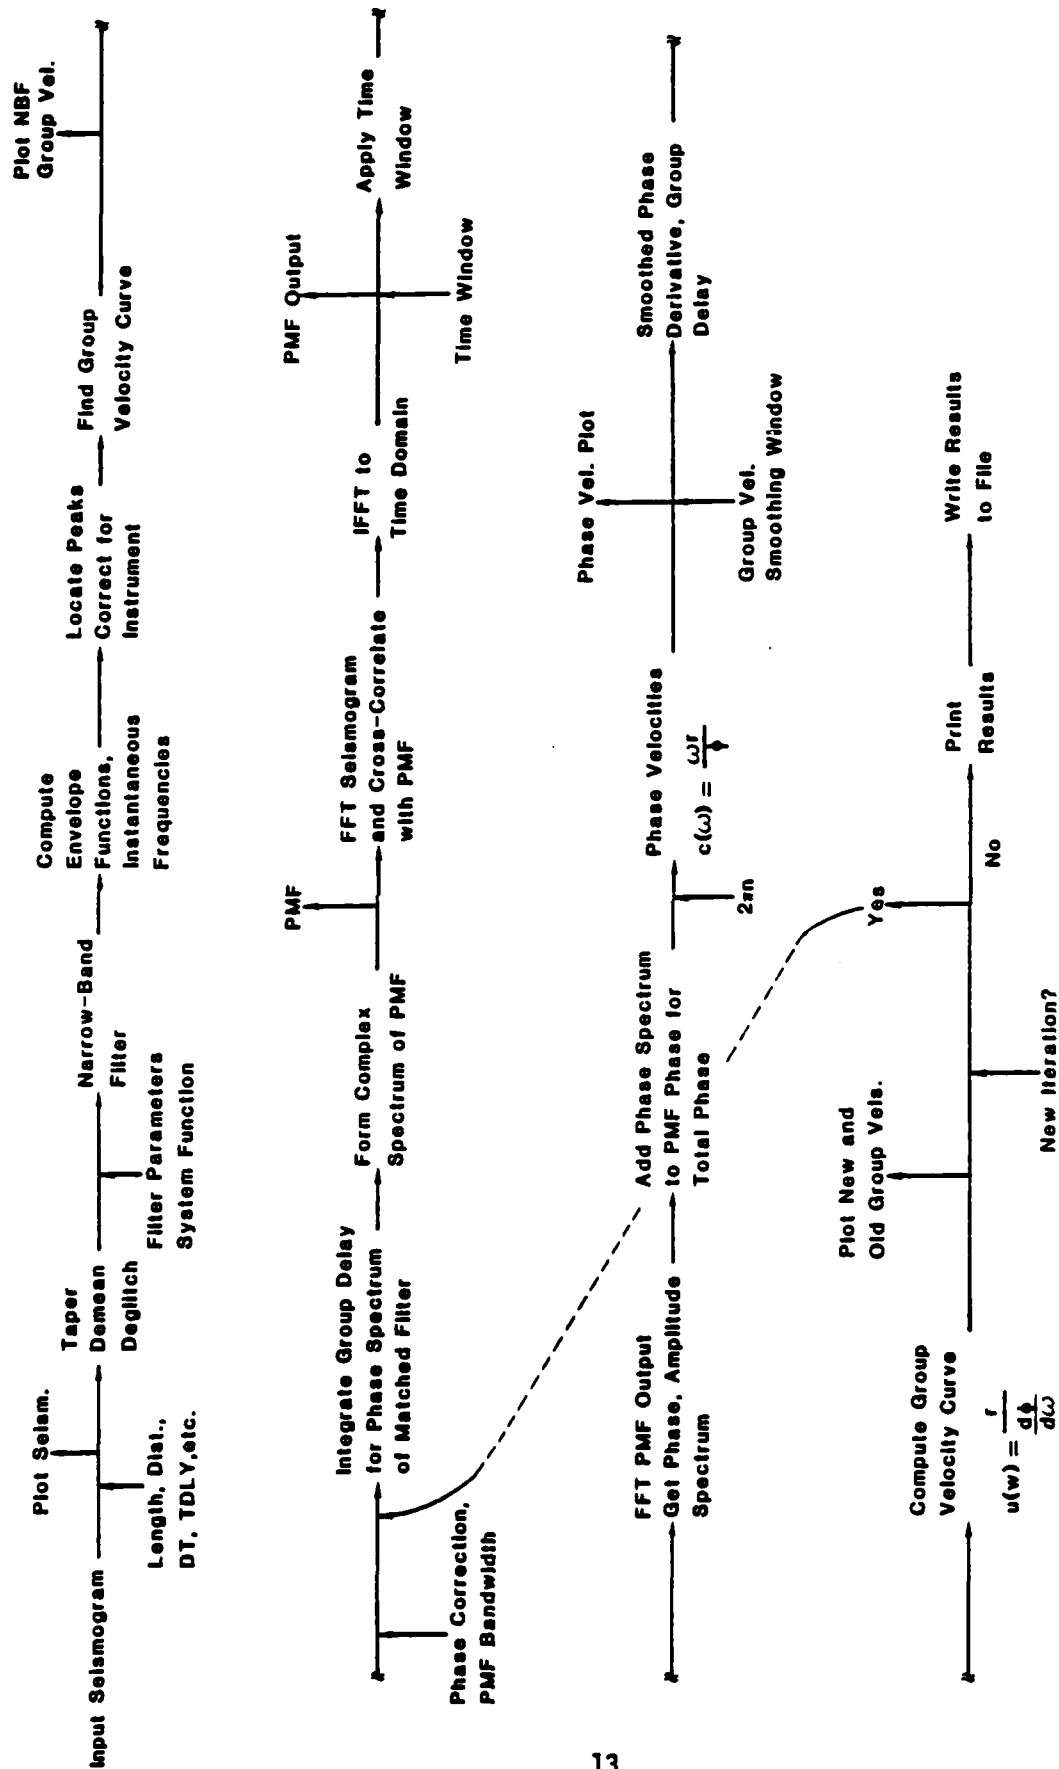 Input Seismogram
Plot Seism.
Length, Dist.,
DT, TDLY,etc.
Taper
Demean
Deglitch
Filter Parameters
System Function
Narrow-Band
Filter
Compute
Envelope
Functions,
Instantaneous
Frequencies
Locate Peaks
Correct for
Instrument
Find Group
Velocity Curve
Plot NBF
Group Vel.
Phase Correction,
PMF Bandwidth
Integrate Group Delay
for Phase Spectrum
of Matched Filter
Form Complex
Spectrum of PMF
PMF
FFT Seismogram
and Cross-Correlate
with PMF
IFFT to
Time Domain
PMF Output
Time Window
Apply Time
Window
FFT PMF Output
Get Phase, Amplitude
Spectrum
Add Phase Spectrum
to PMF Phase for
Total Phase
2πn
Phase Velocities
c(ω) = ωr/ϕ
Phase Vel. Plot
Group Vel.
Smoothing Window
Smoothed Phase
Derivative, Group
Delay
Compute Group
Velocity Curve
u(w) = r / dϕ/dω
Plot New and
Old Group Vels.
New Iteration?
Yes
No
Print
Results
Write Results
to File
13